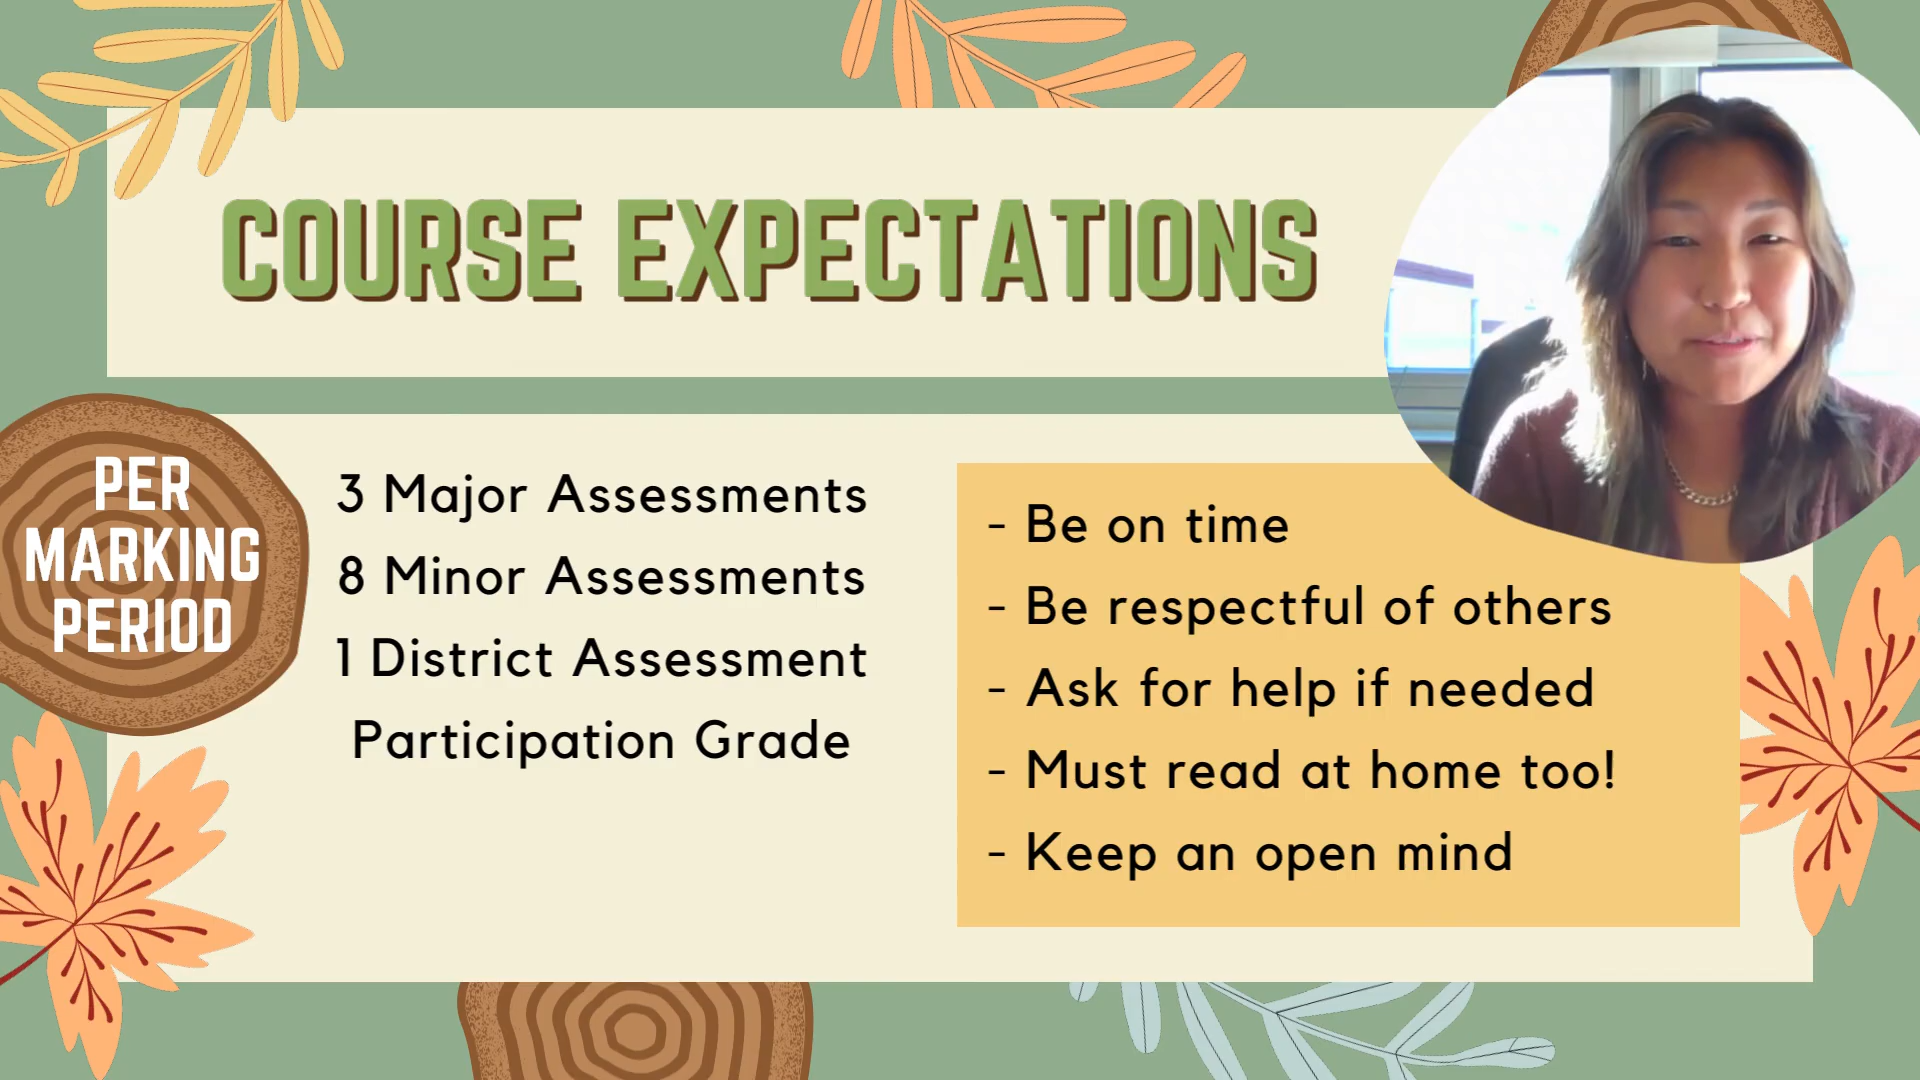 COURSE EXPECTATIONS
PER
MARKING
PERIOD
3 Major Assessments
8 Minor Assessments
1 District Assessment
Participation Grade
- Be on time
- Be respectful of others
- Ask for help if needed
- Must read at home too!
- Keep an open mind